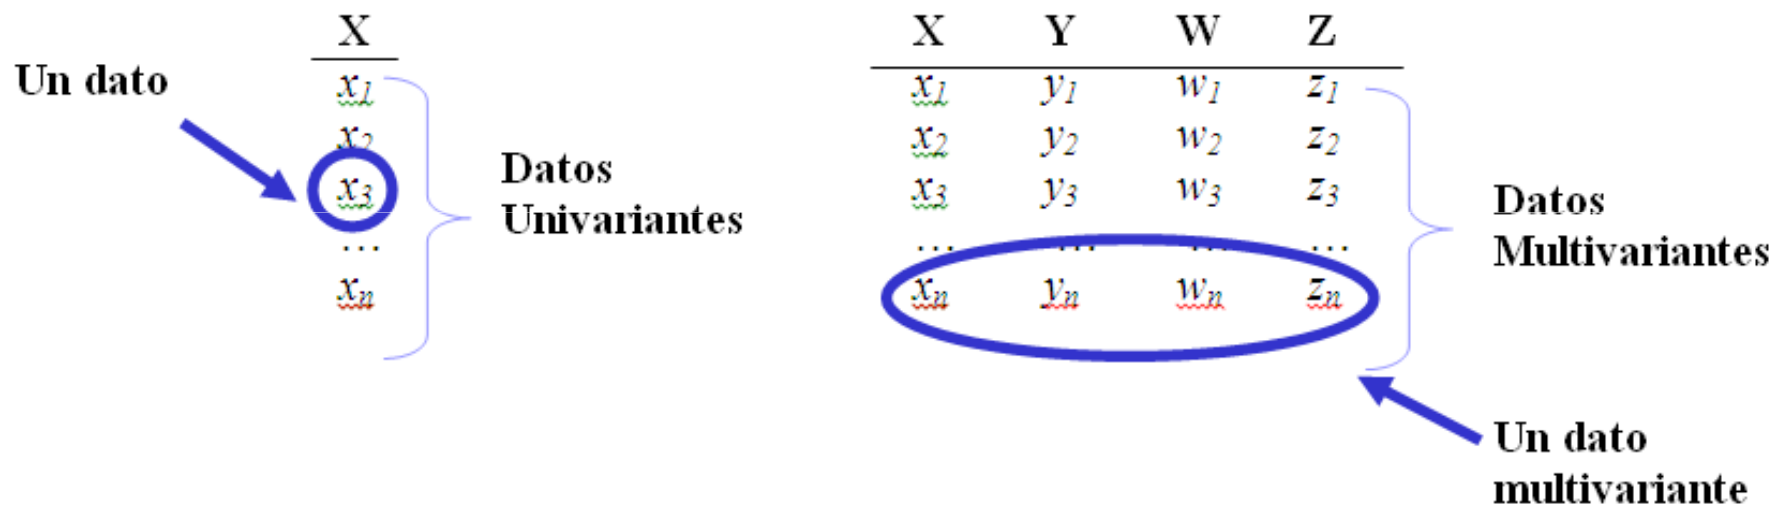 X
Un dato
x1
x2
x3
...
xn
Datos
Univariantes
X Y W Z
x1 y1 w1 z1
x2 y2 w2 z2
x3 y3 w3 z3
... ... ... ...
xn yn wn zn
Datos
Multivariantes
Un dato
multivariante